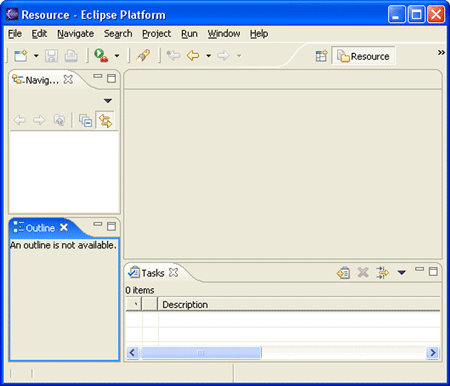 Resource - Eclipse Platform
File Edit Navigate Search Project Run Window Help
Resource
Navig...
Outline
An outline is not available.
Tasks
0 items
Description